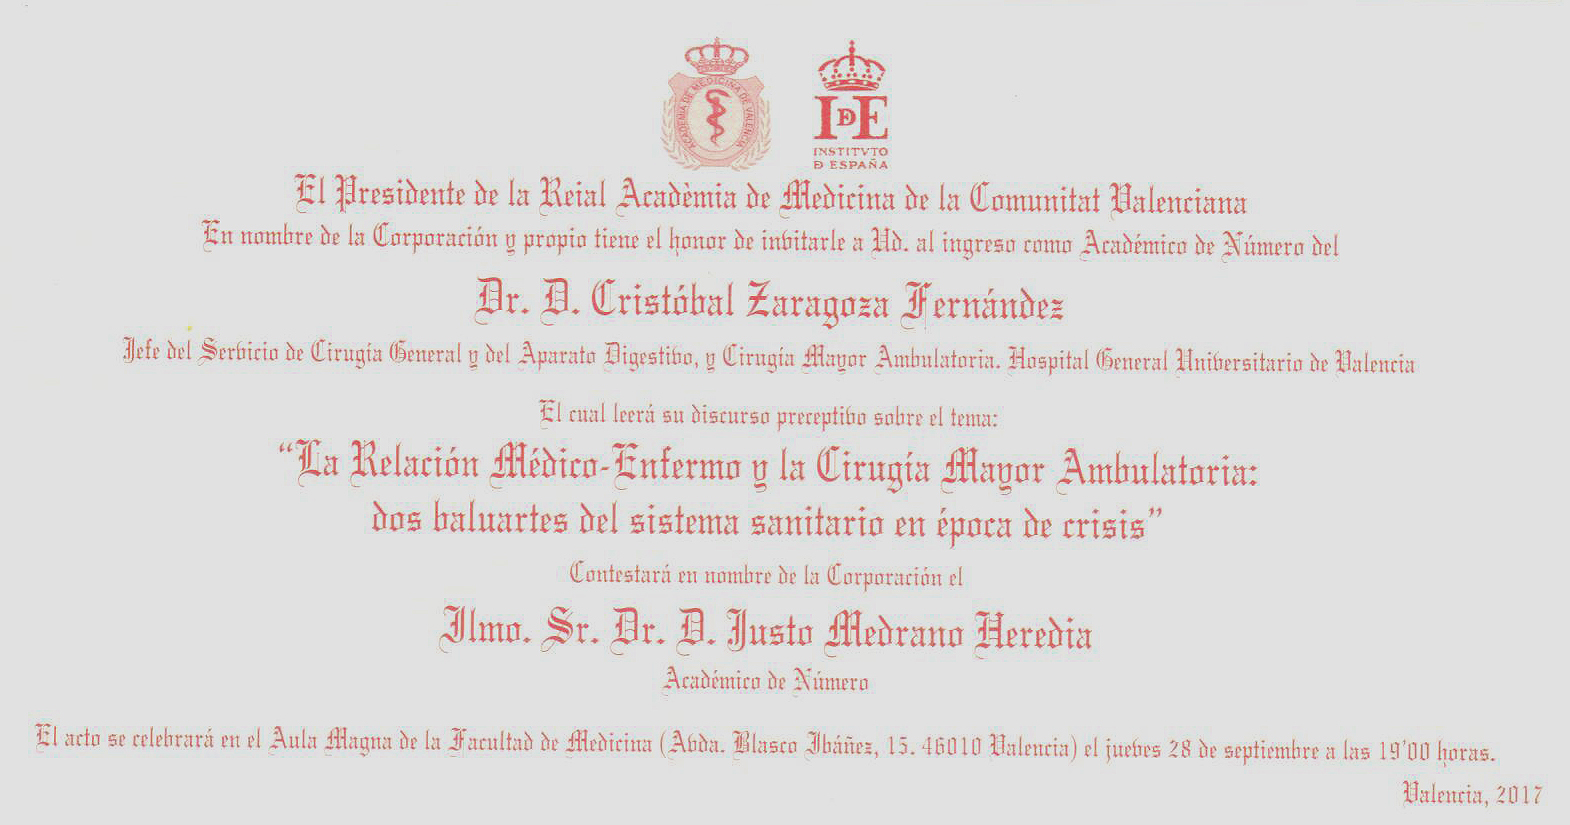 ACADEMIA DE MEDICINA DE VALENCIA
IDE
INSTITVTO
D ESPAÑA
El Presidente de la Reial Acadèmia de Medicina de la Comunitat Valenciana
En nombre de la Corporación y propio tiene el honor de invitarle a Ud. al ingreso como Académico de Número del
Dr. D. Cristóbal Zaragoza Fernández
Jefe del Servicio de Cirugía General y del Aparato Digestivo, y Cirugía Mayor Ambulatoria. Hospital General Universitario de Valencia
El cual leerá su discurso preceptivo sobre el tema:
“La Relación Médico-Enfermo y la Cirugía Mayor Ambulatoria:
dos baluartes del sistema sanitario en época de crisis”
Contestará en nombre de la Corporación el
Ilmo. Sr. Dr. D. Justo Medrano Heredia
Académico de Número
El acto se celebrará en el Aula Magna de la Facultad de Medicina (Avda. Blasco Ibáñez, 15. 46010 Valencia) el jueves 28 de septiembre a las 19'00 horas.
Valencia, 2017